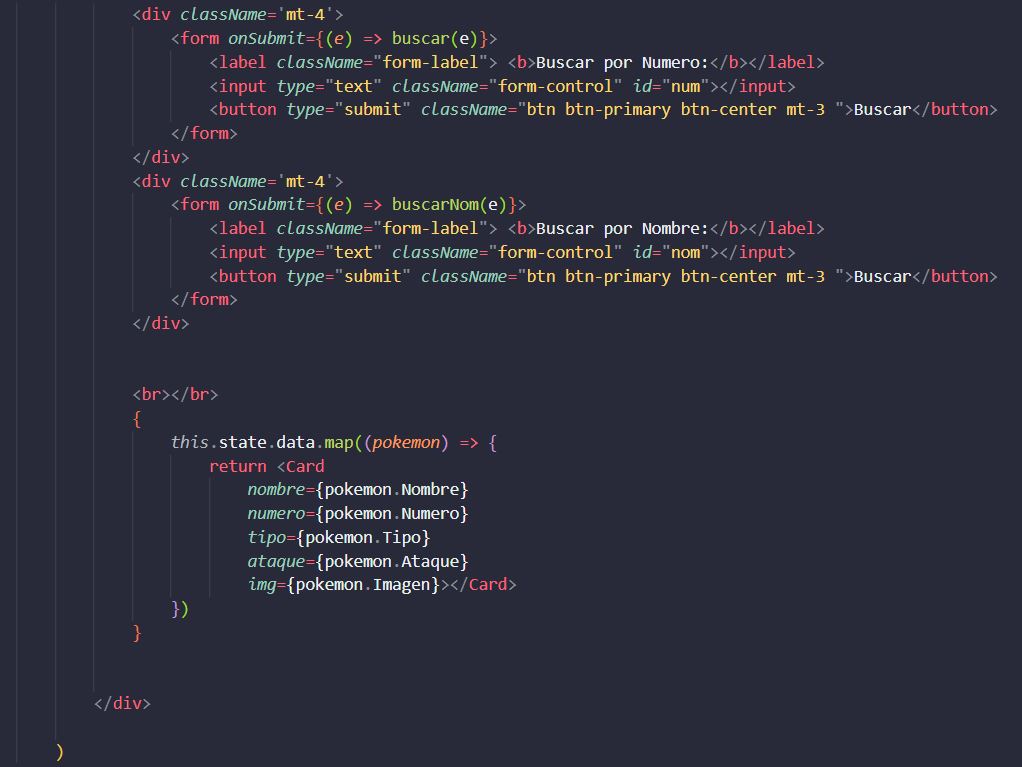 <div className='mt-4'>
<form onSubmit={(e) => buscar(e)}>
<label className="form-label"> <b>Buscar por Numero:</b></label>
<input type="text" className="form-control" id="num"></input>
<button type="submit" className="btn btn-primary btn-center mt-3 ">Buscar</button>
</form>
</div>
<div className='mt-4'>
<form onSubmit={(e) => buscarNom(e)}>
<label className="form-label"> <b>Buscar por Nombre:</b></label>
<input type="text" className="form-control" id="nom"></input>
<button type="submit" className="btn btn-primary btn-center mt-3 ">Buscar</button>
</form>
</div>
<br></br>
{
this.state.data.map((pokemon) => {
return <Card
nombre={pokemon.Nombre}
numero={pokemon.Numero}
tipo={pokemon.Tipo}
ataque={pokemon.Ataque}
img={pokemon.Imagen}></Card>
})
}
</div>
)